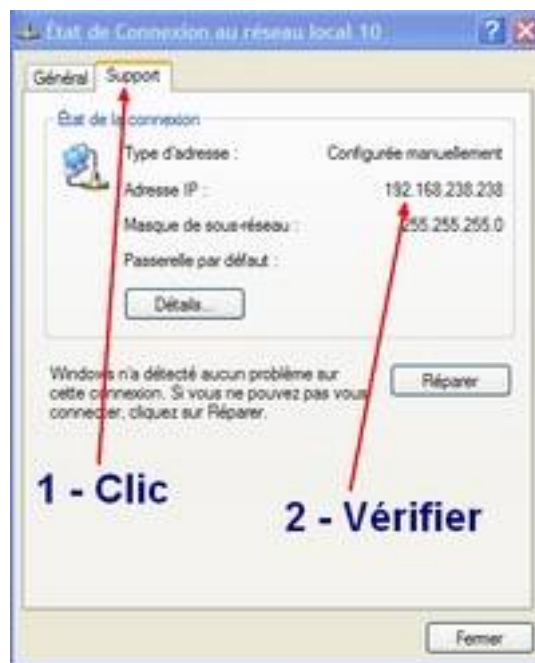 État de Connexion au réseau local 10
Général Support
État de la connexion
Type d'adresse : Configurée manuellement
Adresse IP : 192.168.238.238
Masque de sous-réseau : 255.255.255.0
Passerelle par défaut :
Détails...
Windows n'a détecté aucun problème sur
cette connexion. Si vous ne pouvez pas vous
connecter, cliquez sur Réparer.
Réparer
1 - Clic
2 - Vérifier
Fermer